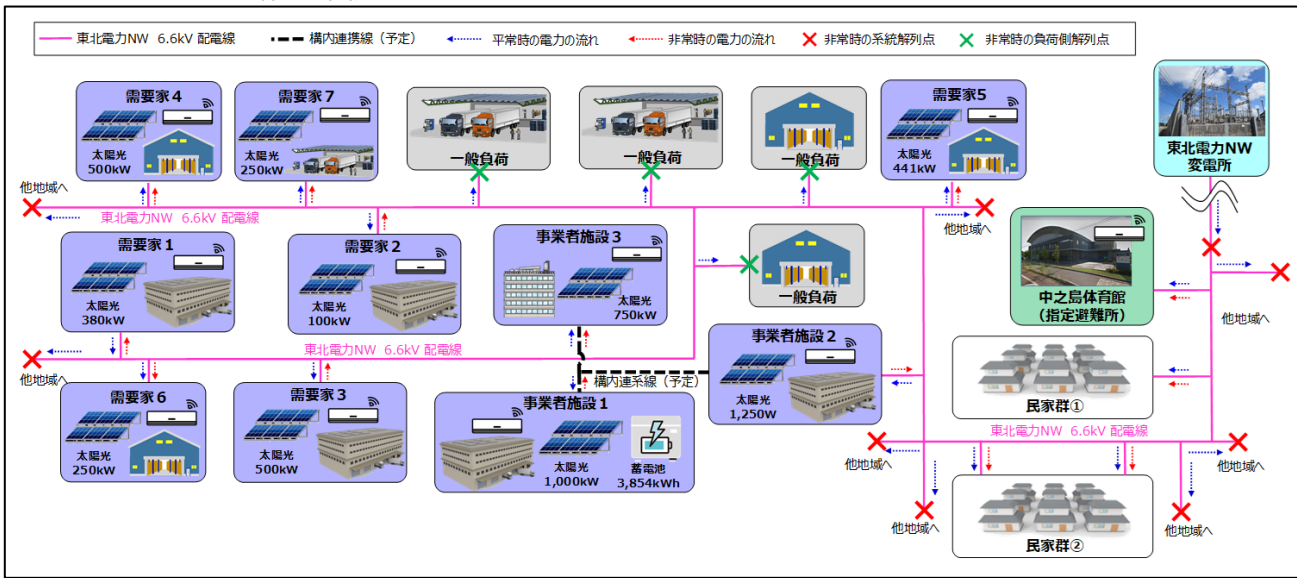 東北電力NW 6.6kV 配電線
構内連携線（予定）
平常時の電力の流れ
非常時の電力の流れ
非常時の系統解列点
非常時の負荷側解列点
需要家４
太陽光
500kW
需要家７
太陽光
250kW
一般負荷
一般負荷
一般負荷
需要家５
太陽光
441kW
東北電力NW
変電所
他地域へ
東北電力NW 6.6kV 配電線
他地域へ
需要家１
太陽光
380kW
需要家２
太陽光
100kW
事業者施設３
太陽光
750kW
一般負荷
中之島体育館
（指定避難所）
他地域へ
東北電力NW 6.6kV 配電線
他地域へ
構内連系線（予定）
事業者施設２
太陽光
1,250W
民家群①
需要家６
太陽光
250kW
需要家３
太陽光
500kW
事業者施設１
太陽光
1,000kW
蓄電池
3,854kWh
東北電力NW 6.6kV 配電線
他地域へ
他地域へ
他地域へ
他地域へ
民家群②